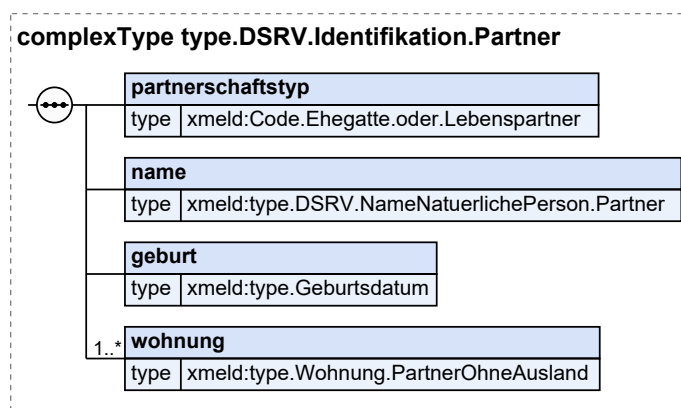 complexType type.DSRV.Identifikation.Partner
partnerschaftstyp
type xmeld:Code.Ehegatte.oder.Lebenspartner
name
type xmeld:type.DSRV.NameNatuerlichePerson.Partner
geburt
type xmeld:type.Geburtsdatum
1..* wohnung
type xmeld:type.Wohnung.PartnerOhneAusland